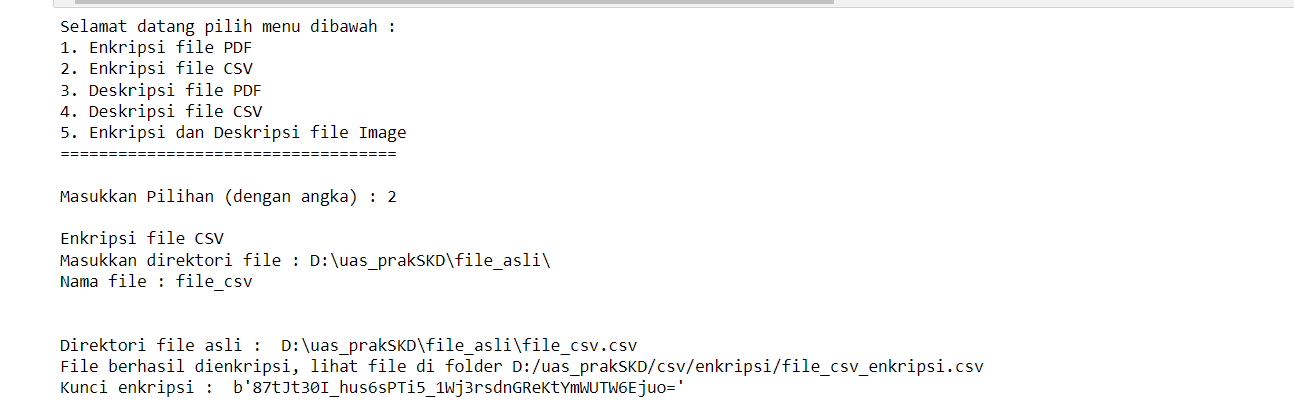 Selamat datang pilih menu dibawah :
1. Enkripsi file PDF
2. Enkripsi file CSV
3. Deskripsi file PDF
4. Deskripsi file CSV
5. Enkripsi dan Deskripsi file Image
===================================
Masukkan Pilihan (dengan angka) : 2
Enkripsi file CSV
Masukkan direktori file : D:\uas_prakSKD\file_asli\
Nama file : file_csv
Direktori file asli :  D:\uas_prakSKD\file_asli\file_csv.csv
File berhasil dienkripsi, lihat file di folder D:/uas_prakSKD/csv/enkripsi/file_csv_enkripsi.csv
Kunci enkripsi :  b'87tJt30I_hus6sPTi5_1Wj3rsdnGReKtYmWUTW6Ejuo='